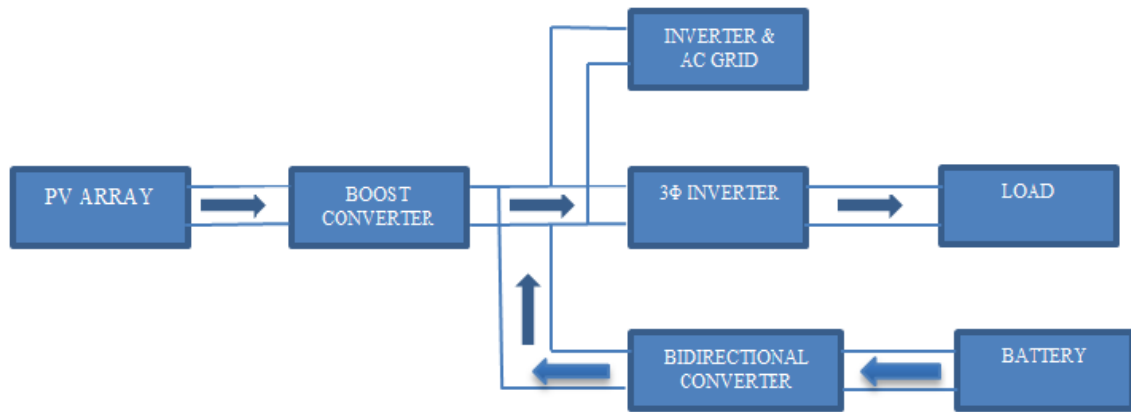 INVERTER &
AC GRID
PV ARRAY
BOOST
CONVERTER
3Φ INVERTER
LOAD
BIDIRECTIONAL
CONVERTER
BATTERY